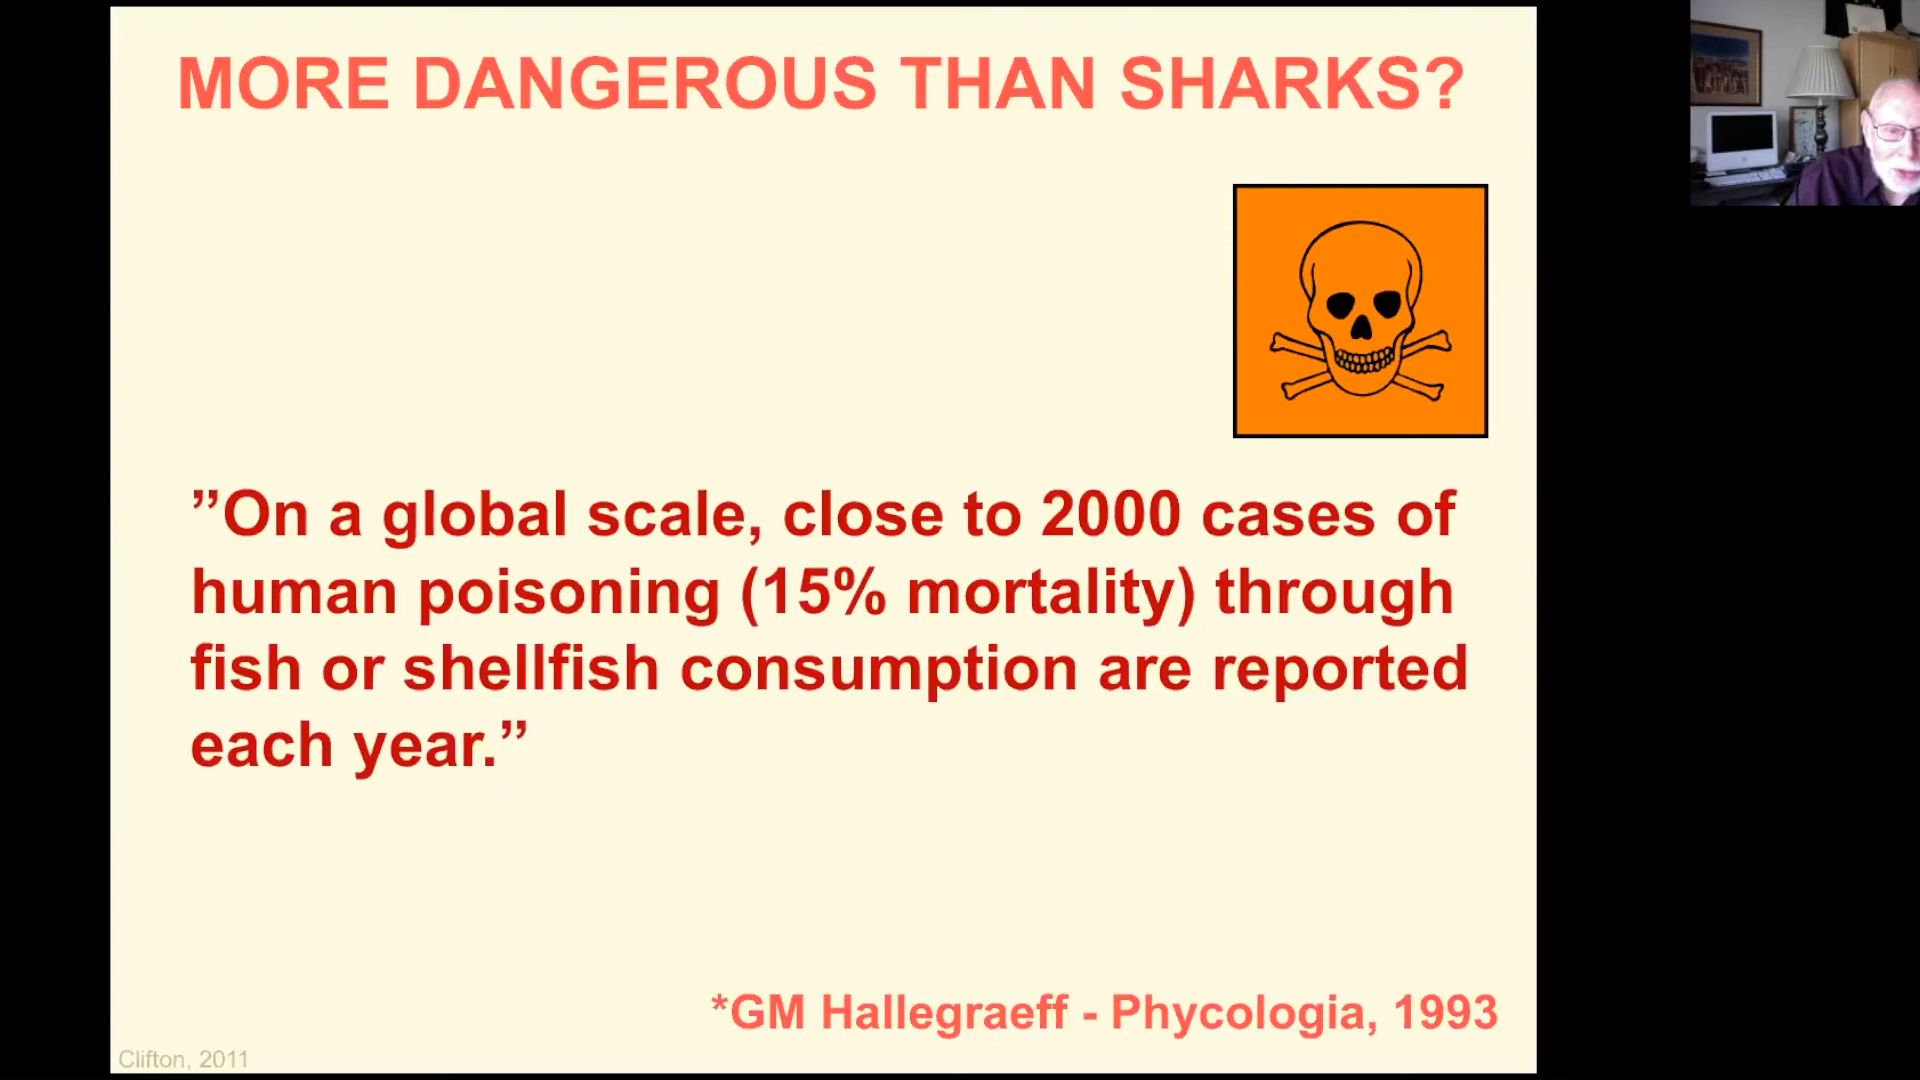 MORE DANGEROUS THAN SHARKS?
”On a global scale, close to 2000 cases of
human poisoning (15% mortality) through
fish or shellfish consumption are reported
each year.”
*GM Hallegraeff - Phycologia, 1993
Clifton, 2011